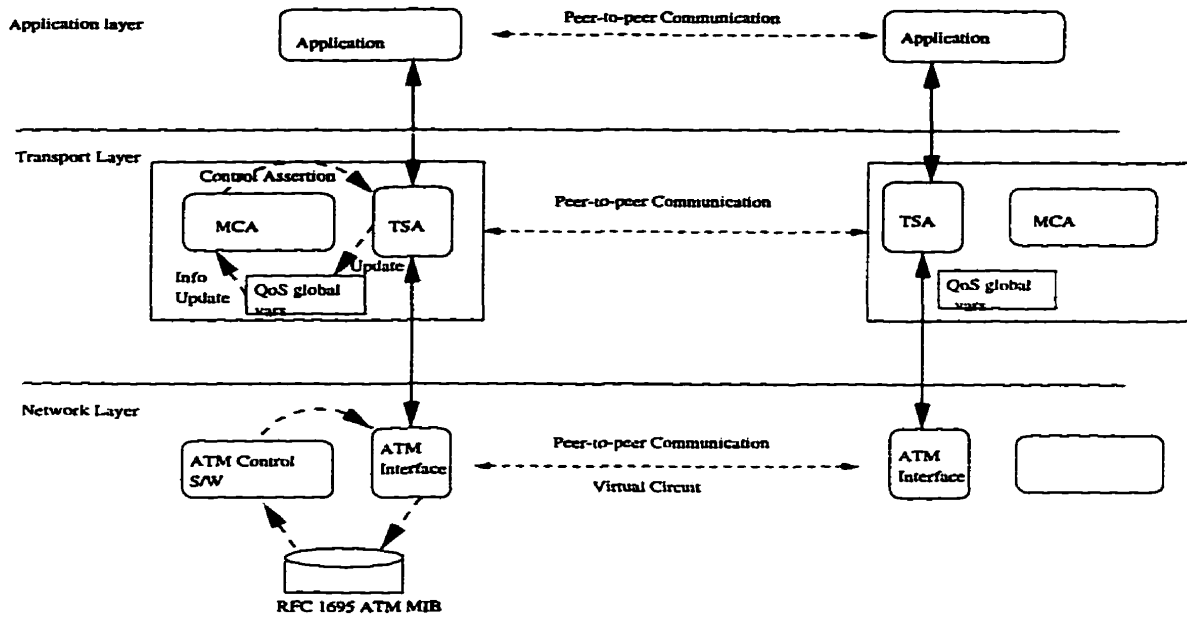 Application layer
Peer-to-peer Communication
Application
Application
Transport Layer
Control Assertion
MCA
TSA
Peer-to-peer Communication
TSA
MCA
Info
Update
Update
QoS global
vars
QoS global
vars
Network Layer
ATM Control
S/W
ATM
Interface
Peer-to-peer Communication
Virtual Circuit
ATM
Interface
RFC 1695 ATM MIB